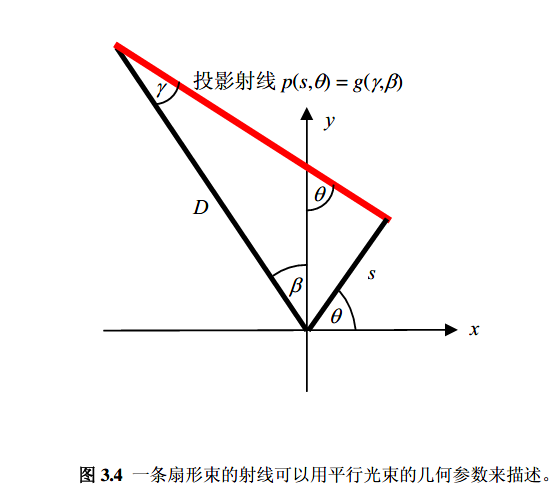 γ
投影射线 p(s,θ) = g(γ,β)
y
θ
D
β
s
θ
x
图 3.4 一条扇形束的射线可以用平行光束的几何参数来描述。